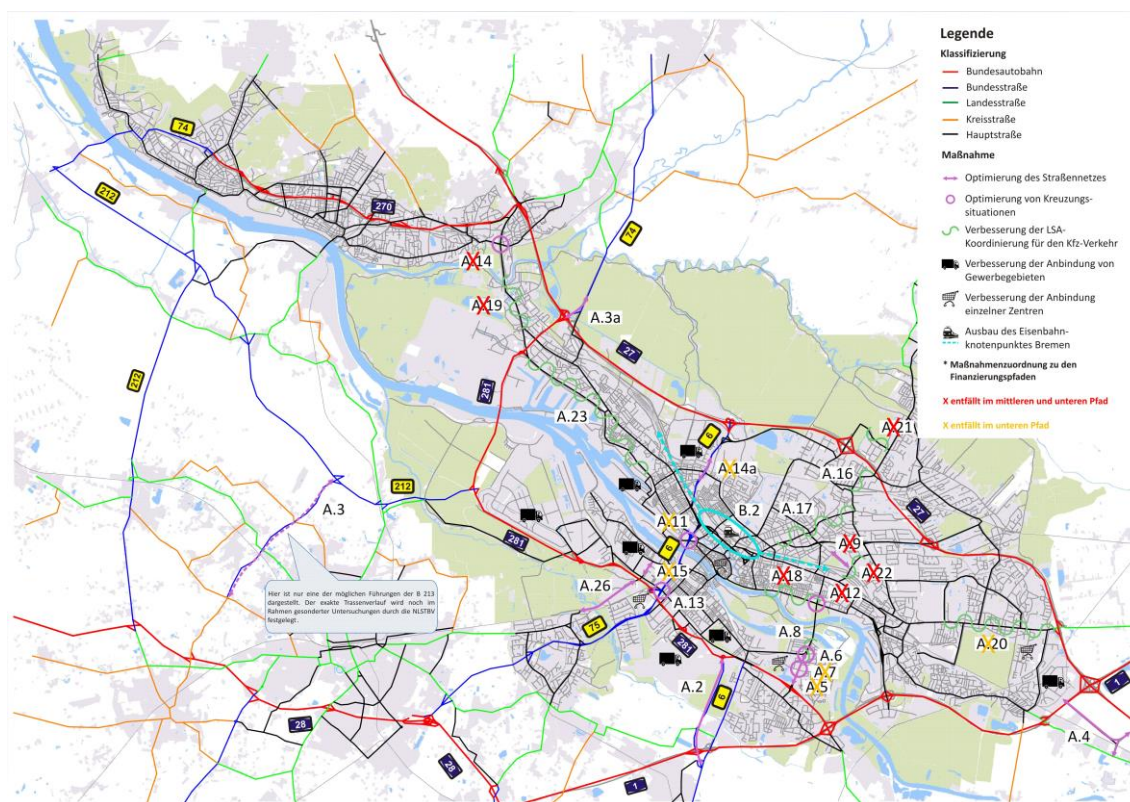 Legende
Klassifizierung
Bundesautobahn
Bundesstraße
Landesstraße
Kreisstraße
Hauptstraße
Maßnahme
Optimierung des Straßennetzes
Optimierung von Kreuzungs-
situationen
Verbesserung der LSA-
Koordinierung für den Kfz-Verkehr
Verbesserung der Anbindung von
Gewerbegebieten
Verbesserung der Anbindung
einzelner Zentren
Ausbau des Eisenbahn-
knotenpunktes Bremen
* Maßnahmenzuordnung zu den
Finanzierungspfaden
X entfällt im mittleren und unteren Pfad
X entfällt im unteren Pfad
74
212
270
74
A.14
A.19
A.3a
27
281
212
A.23
6
A.21
A.14a
A.16
212
A.3
B.2
A.17
27
A.11
6
A.9
281
A.15
A.18
A.22
A.12
A.26
A.13
Hier ist nur eine der möglichen Führungen der B 213
dargestellt. Der exakte Trassenverlauf wird noch im
Rahmen gesonderter Untersuchungen durch die NLSTBV
festgelegt.
75
281
A.8
A.20
A.6
A.7
A.5
A.2
6
1
28
A.4
28
1